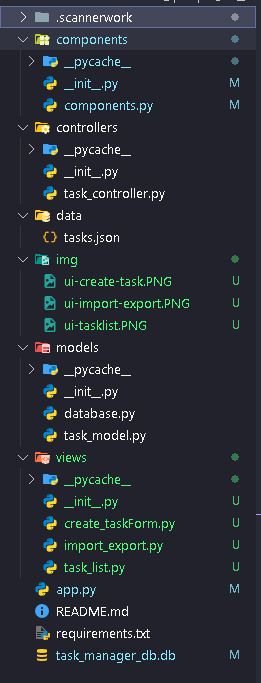 .scannerwork
components
__pycache__
__init__.py M
components.py M
controllers
__pycache__
__init__.py
task_controller.py
data
tasks.json
img
ui-create-task.PNG U
ui-import-export.PNG U
ui-tasklist.PNG U
models
__pycache__
__init__.py
database.py
task_model.py
views
__pycache__
__init__.py U
create_taskForm.py U
import_export.py U
task_list.py U
app.py M
README.md
requirements.txt
task_manager_db.db M